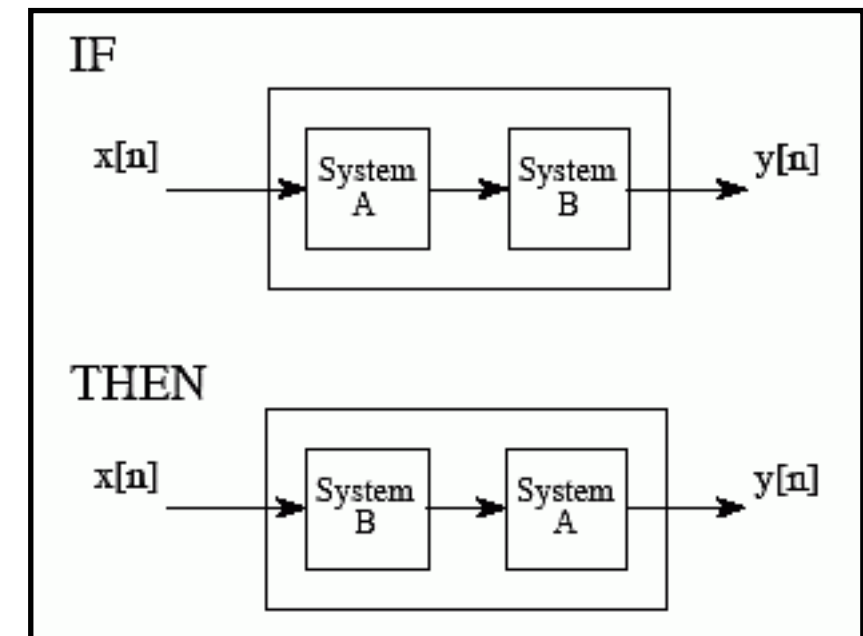 IF
x[n]
System
A
System
B
y[n]
THEN
x[n]
System
B
System
A
y[n]